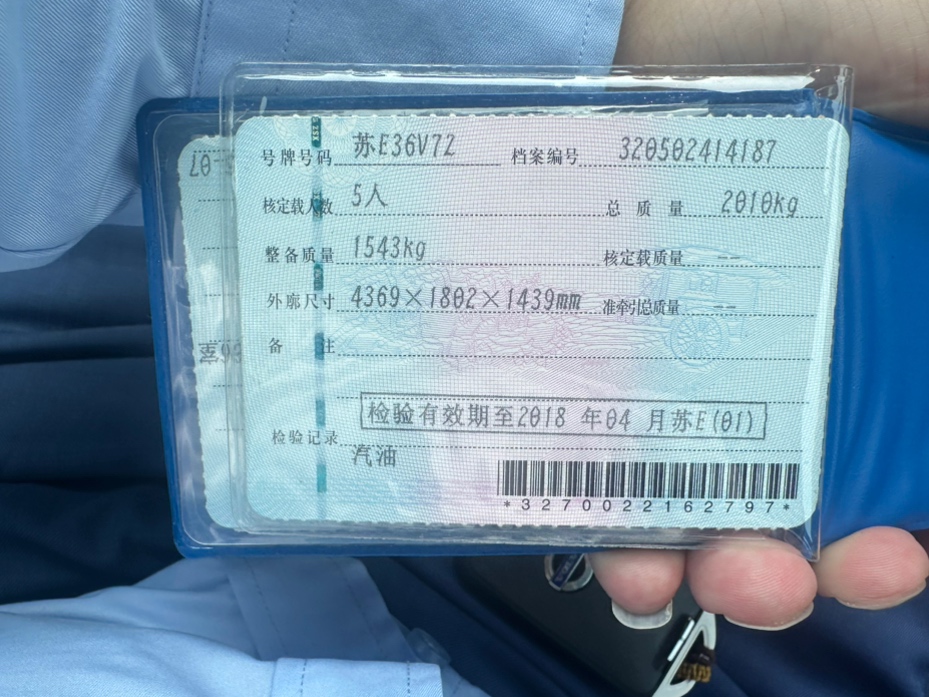 号牌号码 苏E36V72 档案编号 320502414187
核定载人数 5人 总质量 2010kg
整备质量 1543kg 核定载质量 --
外廓尺寸 4369×1802×1439mm 准牵引总质量 --
备注
检验有效期至2018 年04 月苏E(01)
检验记录
汽油
*3270022162797*